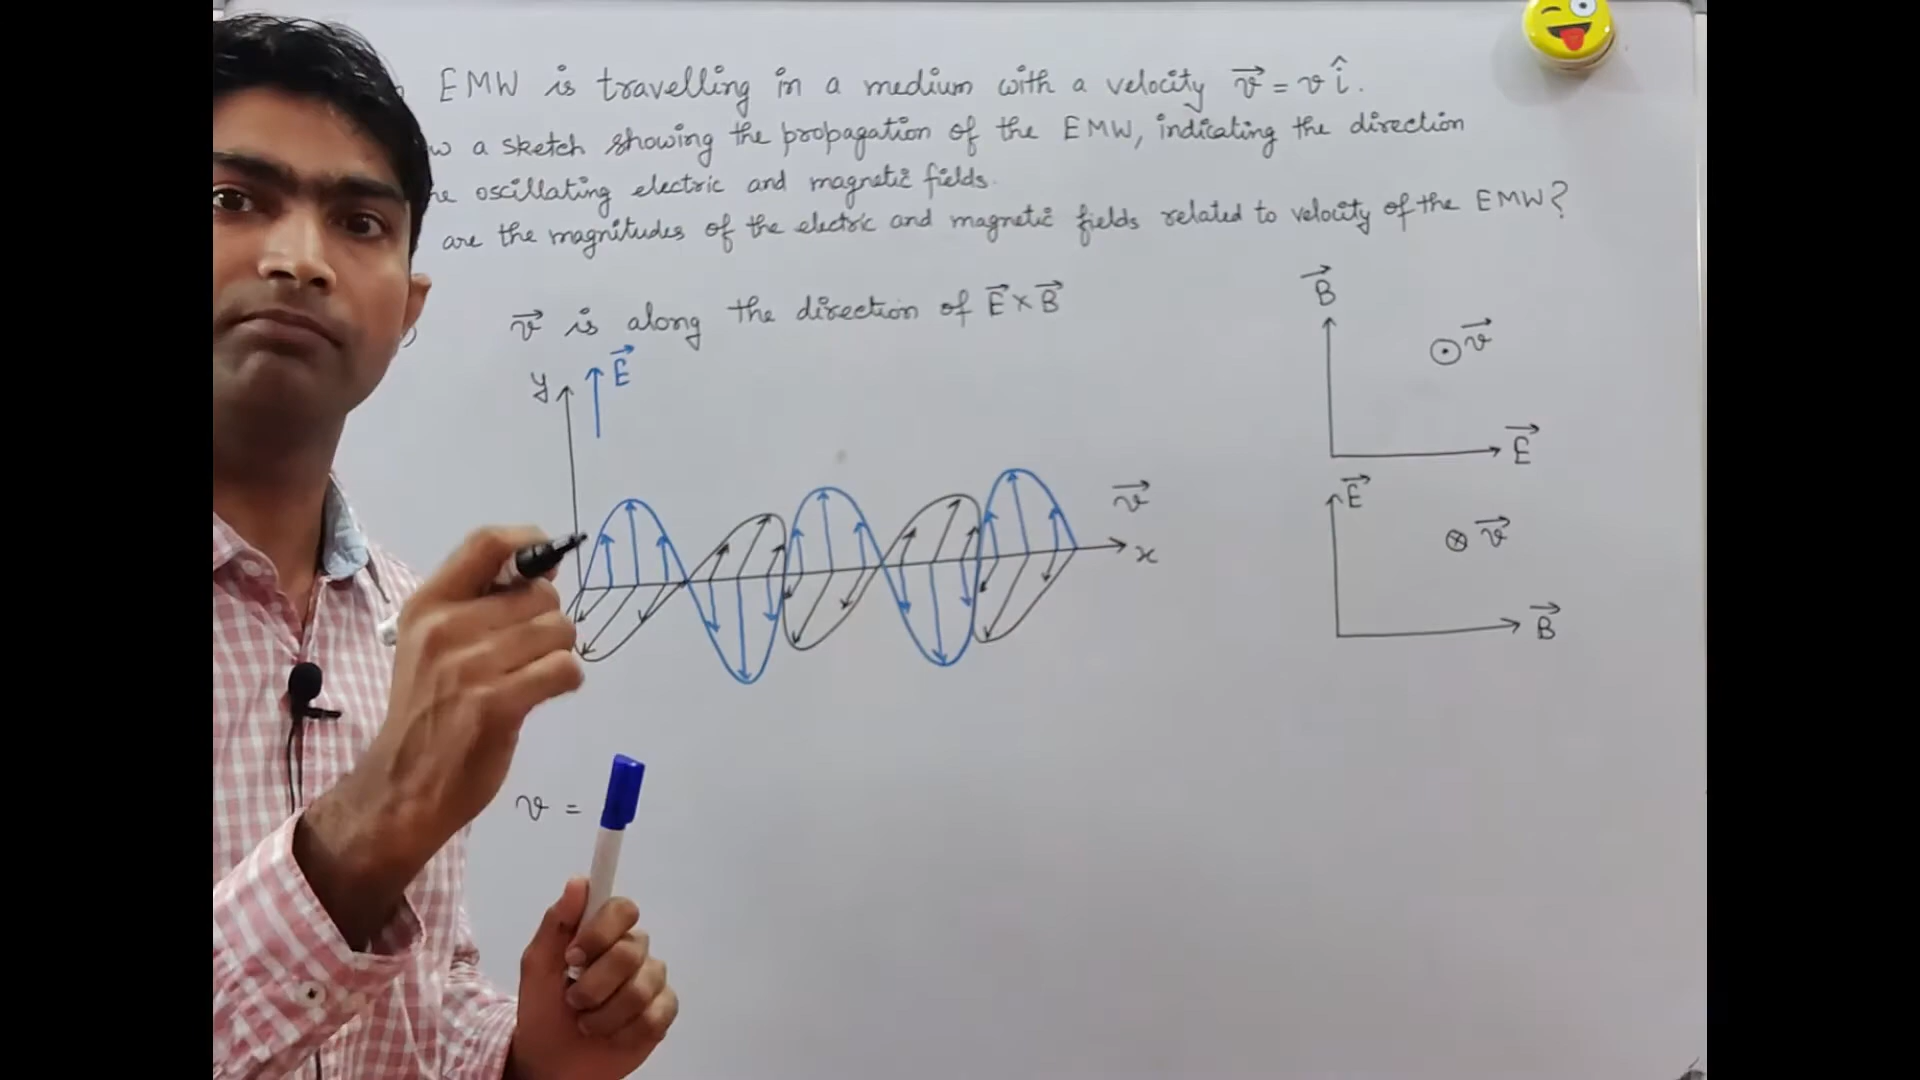 EMW is travelling in a medium with a velocity v⃗ = v î.
w a sketch showing the propagation of the EMW, indicating the direction
he oscillating electric and magnetic fields.
are the magnitudes of the electric and magnetic fields related to velocity of the EMW?
v⃗ is along the direction of E⃗ × B⃗
B⃗
v⃗
E⃗
y
E⃗
E⃗
v⃗
v⃗
x
B⃗
v =